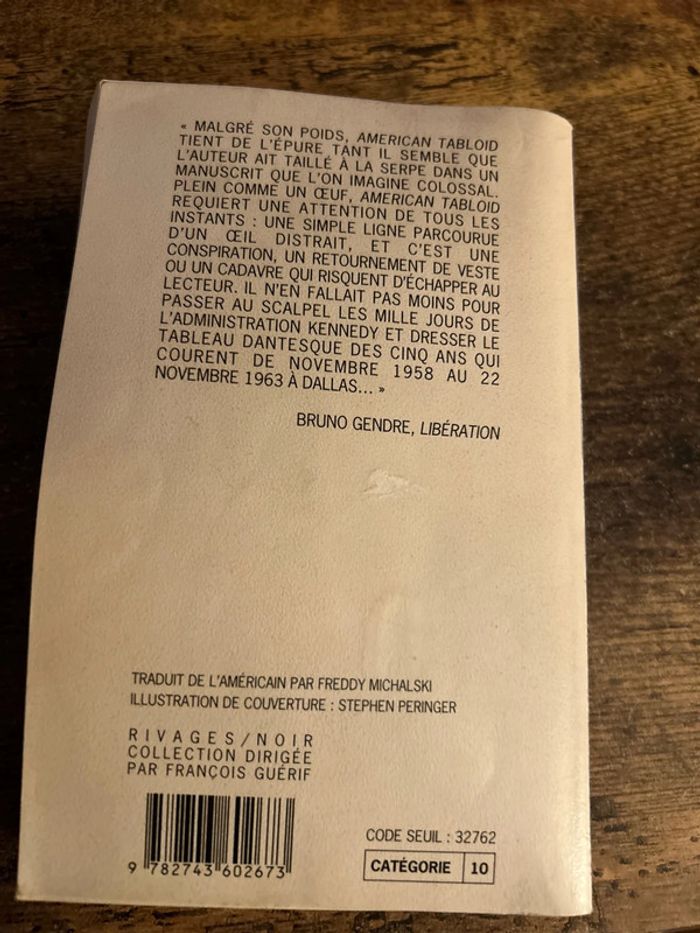 « MALGRÉ SON POIDS, AMERICAN TABLOID
TIENT DE L'ÉPURE TANT IL SEMBLE QUE
L'AUTEUR AIT TAILLÉ À LA SERPE DANS UN
MANUSCRIT QUE L'ON IMAGINE COLOSSAL.
PLEIN COMME UN ŒUF, AMERICAN TABLOID
REQUIERT UNE ATTENTION DE TOUS LES
INSTANTS : UNE SIMPLE LIGNE PARCOURUE
D'UN ŒIL DISTRAIT, ET C'EST UNE
CONSPIRATION, UN RETOURNEMENT DE VESTE
OU UN CADAVRE QUI RISQUENT D'ÉCHAPPER AU
LECTEUR. IL N'EN FALLAIT PAS MOINS POUR
PASSER AU SCALPEL LES MILLE JOURS DE
L'ADMINISTRATION KENNEDY ET DRESSER LE
TABLEAU DANTESQUE DES CINQ ANS QUI
COURENT DE NOVEMBRE 1958 AU 22
NOVEMBRE 1963 À DALLAS... »
BRUNO GENDRE, LIBÉRATION
TRADUIT DE L'AMÉRICAIN PAR FREDDY MICHALSKI
ILLUSTRATION DE COUVERTURE : STEPHEN PERINGER
RIVAGES/NOIR
COLLECTION DIRIGÉE
PAR FRANÇOIS GUÉRIF
9 782743 602673
CODE SEUIL : 32762
CATÉGORIE 10